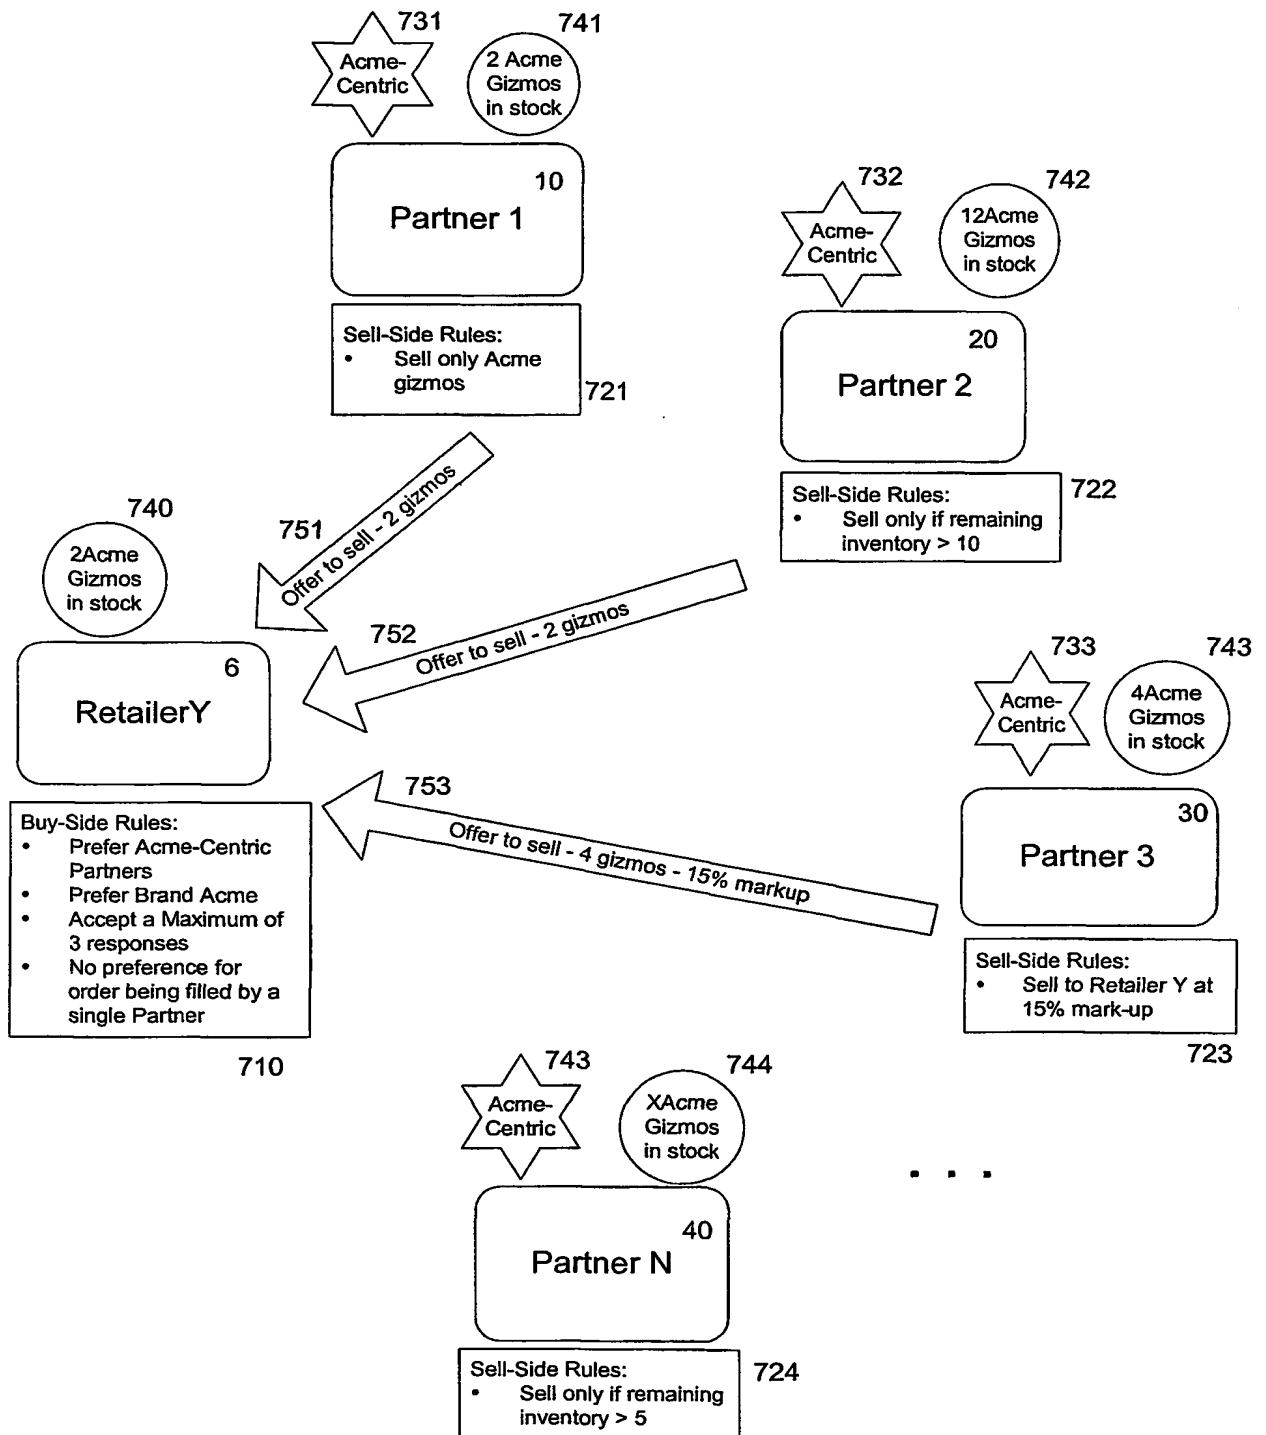 731
Acme-
Centric
741
2 Acme
Gizmos
in stock
10
Partner 1
Sell-Side Rules:
• Sell only Acme
gizmos
721
732
Acme-
Centric
742
12Acme
Gizmos
in stock
20
Partner 2
Sell-Side Rules:
• Sell only if remaining
inventory > 10
722
751
Offer to sell - 2 gizmos
740
2Acme
Gizmos
in stock
752
Offer to sell - 2 gizmos
6
RetailerY
733
Acme-
Centric
743
4Acme
Gizmos
in stock
753
Offer to sell - 4 gizmos - 15% markup
30
Partner 3
Buy-Side Rules:
• Prefer Acme-Centric
Partners
• Prefer Brand Acme
• Accept a Maximum of
3 responses
• No preference for
order being filled by a
single Partner
710
Sell-Side Rules:
• Sell to Retailer Y at
15% mark-up
723
743
Acme-
Centric
744
XAcme
Gizmos
in stock
. . .
40
Partner N
Sell-Side Rules:
• Sell only if remaining
inventory > 5
724